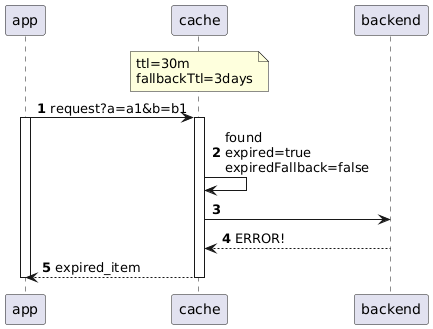 app
cache
backend
ttl=30m
fallbackTtl=3days
1 request?a=a1&b=b1
found
2 expired=true
expiredFallback=false
3
4 ERROR!
5 expired_item
app
cache
backend